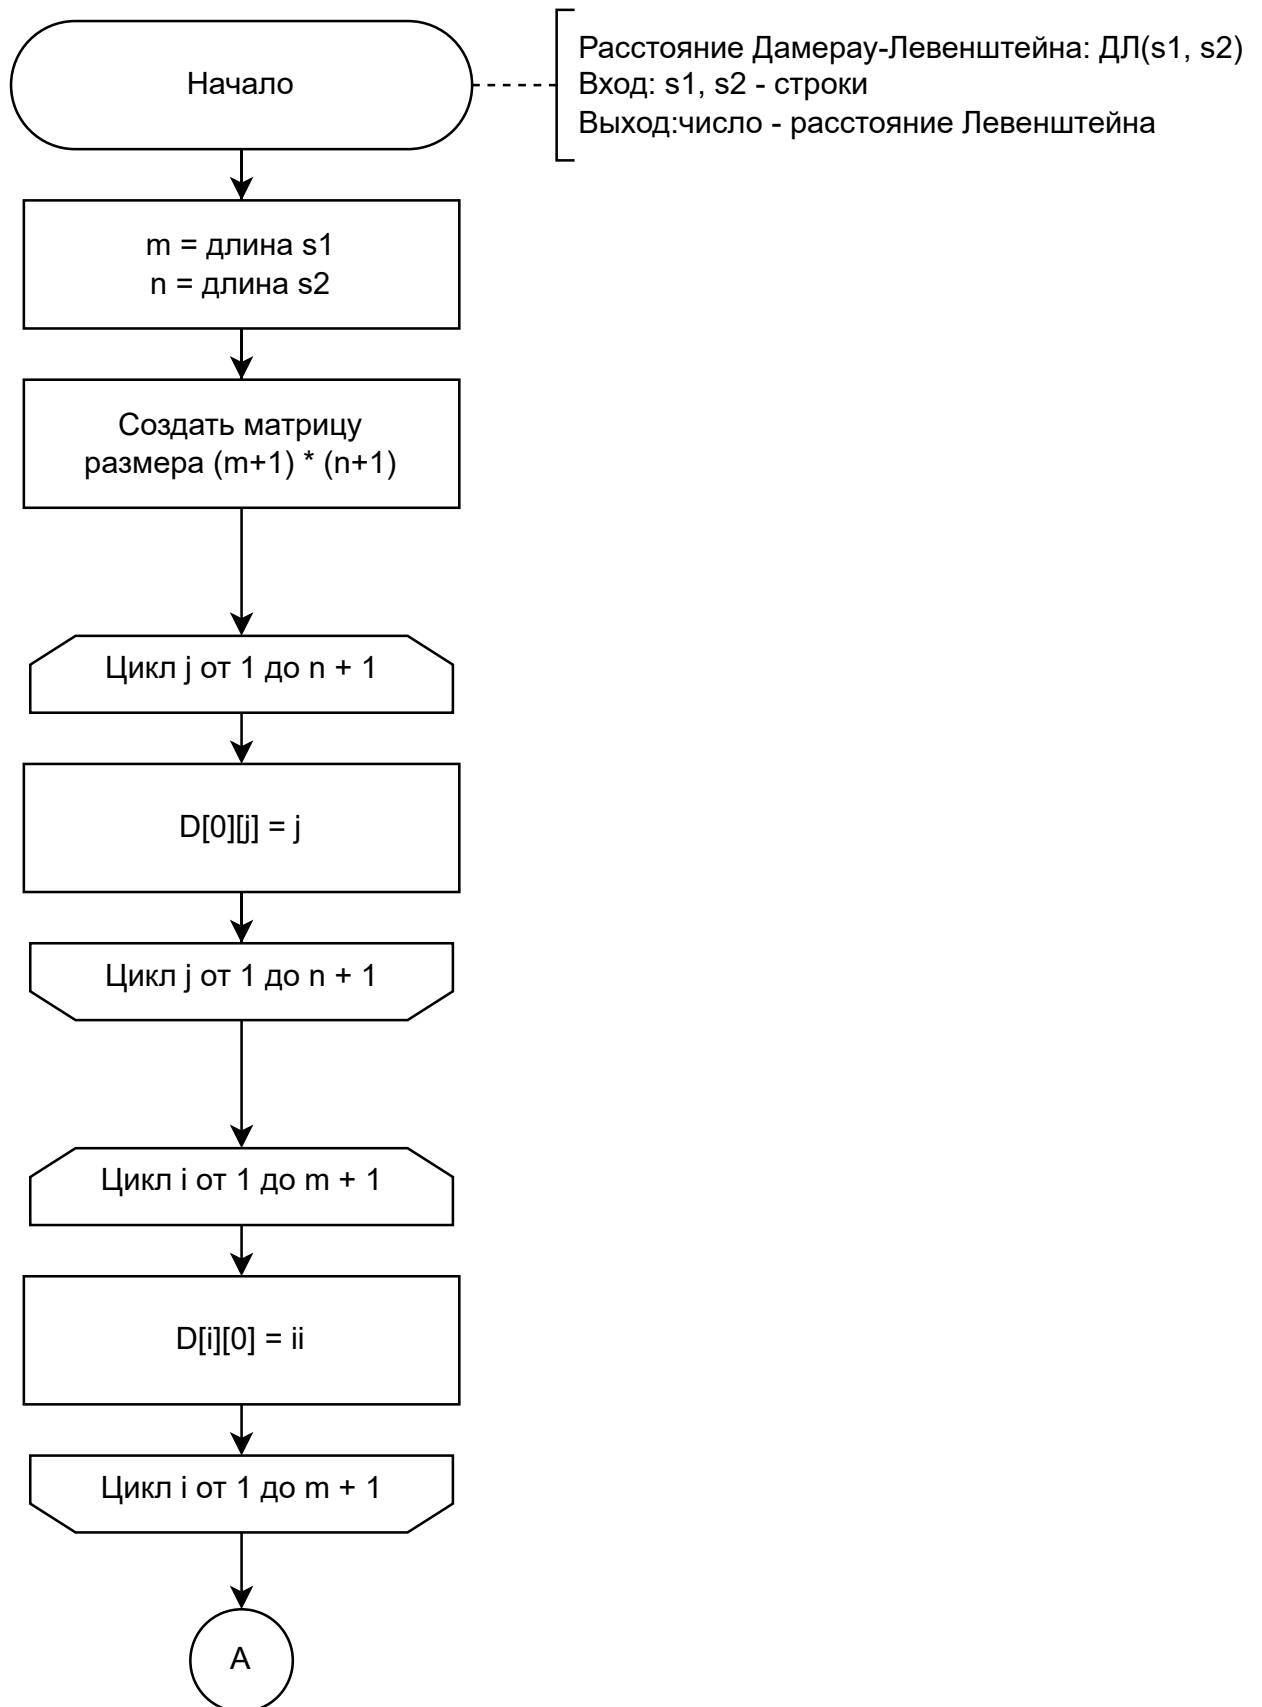 Начало
Расстояние Дамерау-Левенштейна: ДЛ(s1, s2)
Вход: s1, s2 - строки
Выход:число - расстояние Левенштейна
m = длина s1
n = длина s2
Создать матрицу
размера (m+1) * (n+1)
Цикл j от 1 до n + 1
D[0][j] = j
Цикл j от 1 до n + 1
Цикл i от 1 до m + 1
D[i][0] = ii
Цикл i от 1 до m + 1
A